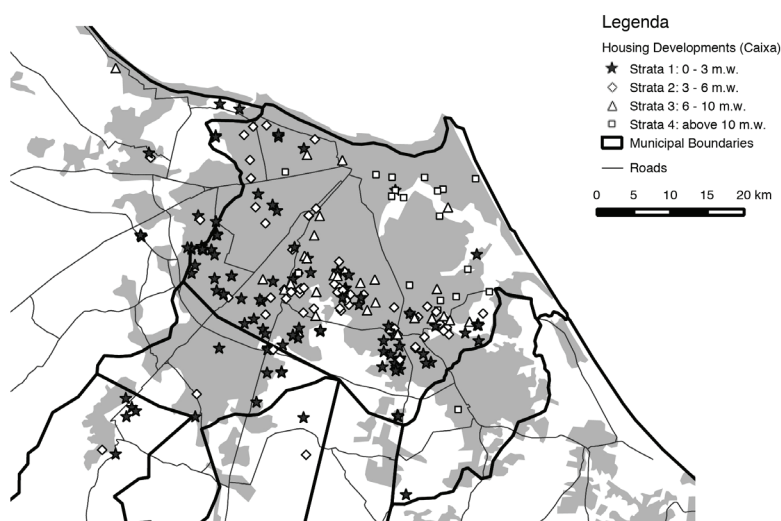 Legenda
Housing Developments (Caixa)
Strata 1: 0 - 3 m.w.
Strata 2: 3 - 6 m.w.
Strata 3: 6 - 10 m.w.
Strata 4: above 10 m.w.
Municipal Boundaries
Roads
0 5 10 15 20 km